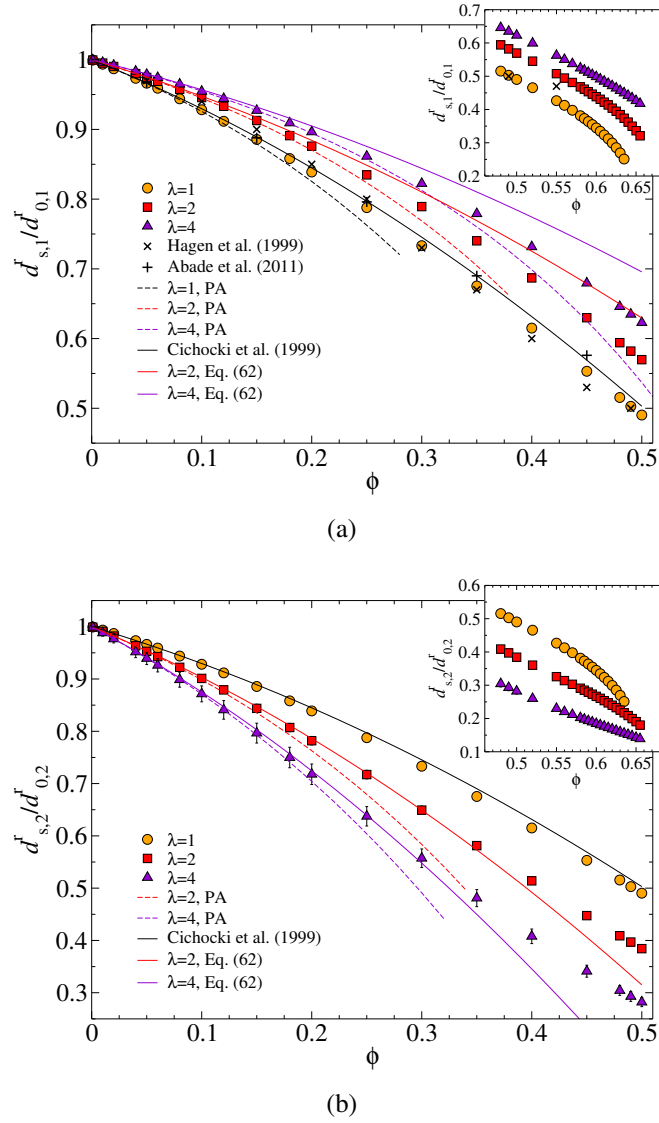 1
0.9
0.8
0.7
0.6
0.5
d^r_{s,1}/d^r_{0,1}
λ=1
λ=2
λ=4
Hagen et al. (1999)
Abade et al. (2011)
λ=1, PA
λ=2, PA
λ=4, PA
Cichocki et al. (1999)
λ=2, Eq. (62)
λ=4, Eq. (62)
0 0.1 0.2 0.3 0.4 0.5
ϕ
0.7
0.6
0.5
0.4
0.3
0.2
d^r_{s,1}/d^r_{0,1}
0.5 0.55 0.6 0.65
ϕ
(a)
1
0.9
0.8
0.7
0.6
0.5
0.4
0.3
d^r_{s,2}/d^r_{0,2}
λ=1
λ=2
λ=4
λ=2, PA
λ=4, PA
Cichocki et al. (1999)
λ=2, Eq. (62)
λ=4, Eq. (62)
0 0.1 0.2 0.3 0.4 0.5
ϕ
0.6
0.5
0.4
0.3
0.2
0.1
d^r_{s,2}/d^r_{0,2}
0.5 0.55 0.6 0.65
ϕ
(b)